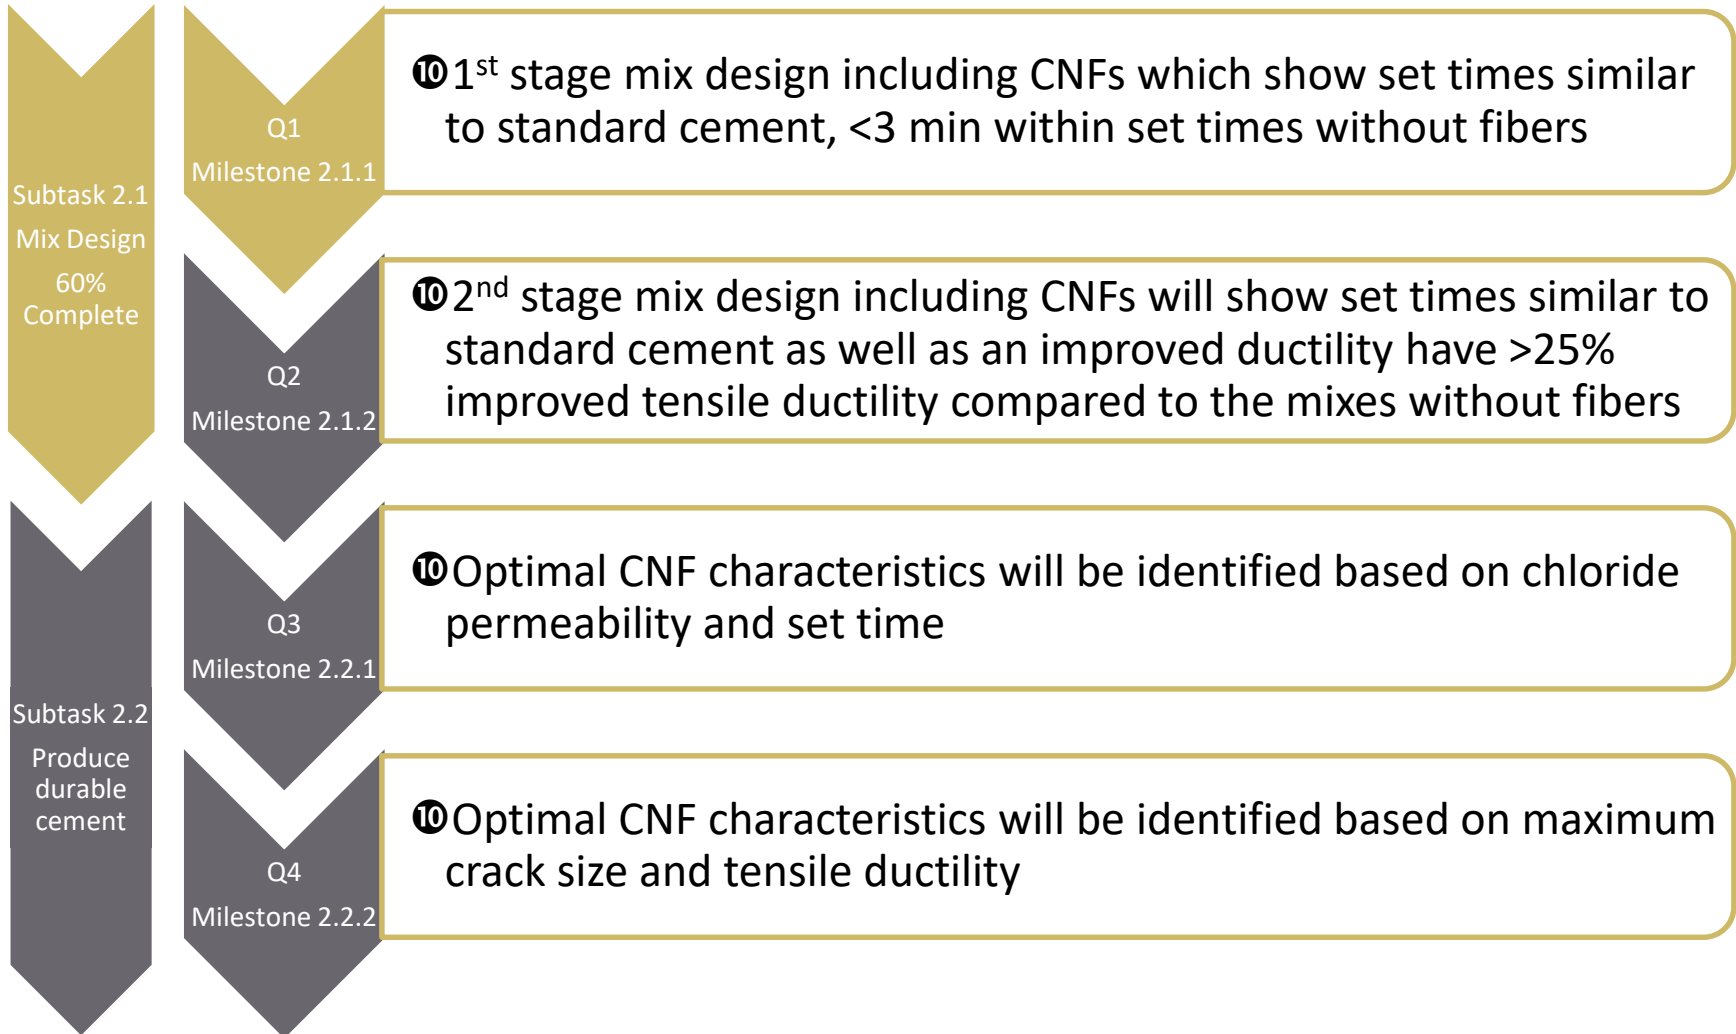 Subtask 2.1
Mix Design
60%
Complete
Q1
Milestone 2.1.1
❿1st stage mix design including CNFs which show set times similar
to standard cement, <3 min within set times without fibers
Q2
Milestone 2.1.2
❿2nd stage mix design including CNFs will show set times similar to
standard cement as well as an improved ductility have >25%
improved tensile ductility compared to the mixes without fibers
Subtask 2.2
Produce
durable
cement
Q3
Milestone 2.2.1
❿Optimal CNF characteristics will be identified based on chloride
permeability and set time
Q4
Milestone 2.2.2
❿Optimal CNF characteristics will be identified based on maximum
crack size and tensile ductility